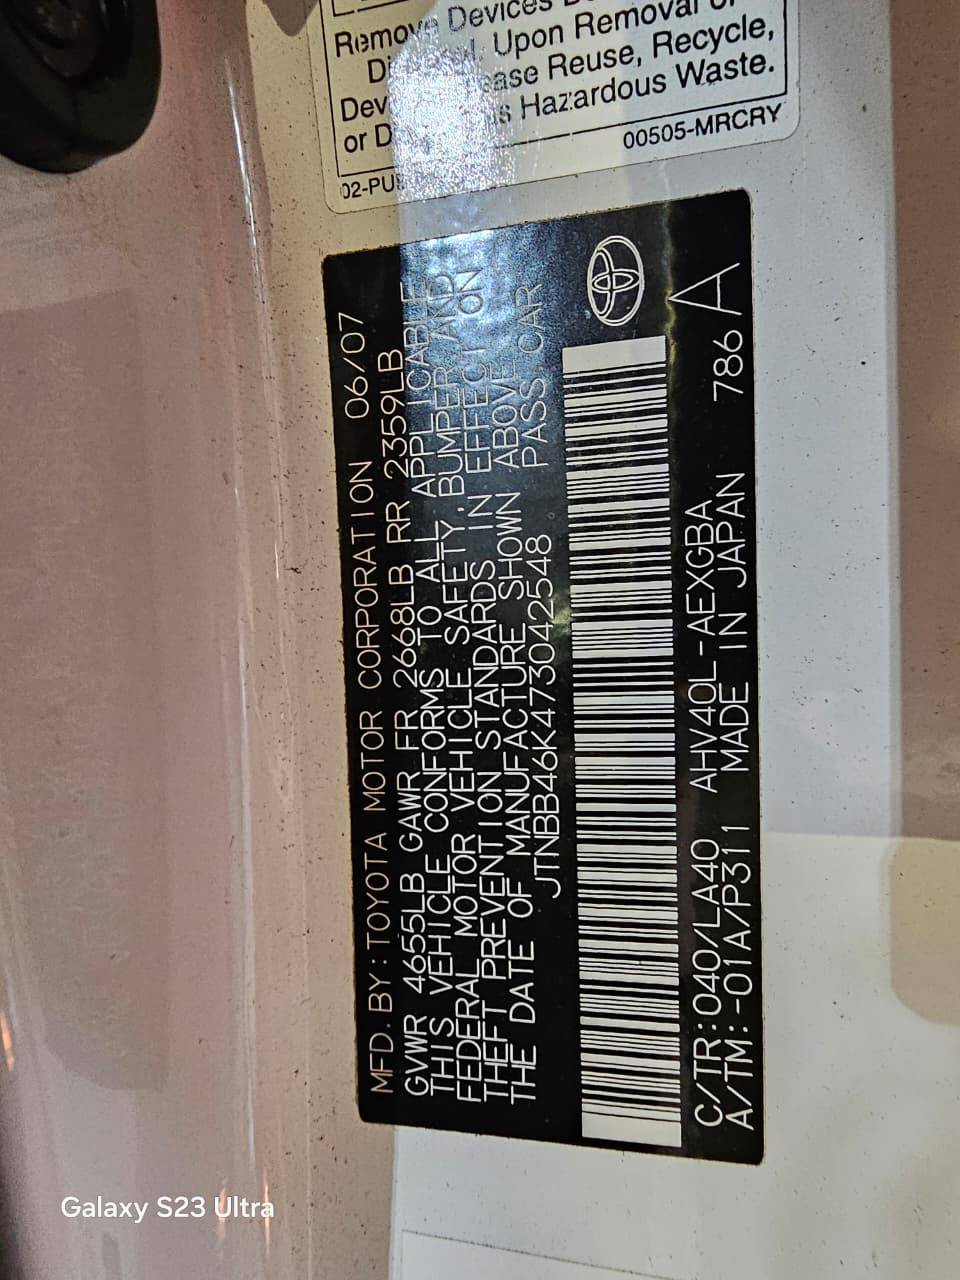 Remove Devices
Upon Removal
ease Reuse, Recycle,
or D s Hazardous Waste.
02-PU 00505-MRCRY
MFD. BY: TOYOTA MOTOR CORPORATION 06/07
GVWR 4655LB GAWR FR 2668LB RR 2359LB
THIS VEHICLE CONFORMS TO ALL APPLICABLE
FEDERAL MOTOR VEHICLE SAFETY, BUMPER AND
THEFT PREVENTION STANDARDS IN EFFECT ON
THE DATE OF MANUFACTURE SHOWN ABOVE.
JTNBB46K473042548 PASS CAR
C/TR:040/LA40 AHV40L-AEXGBA
A/TM:-01A/P311 MADE IN JAPAN 786 A
Galaxy S23 Ultra